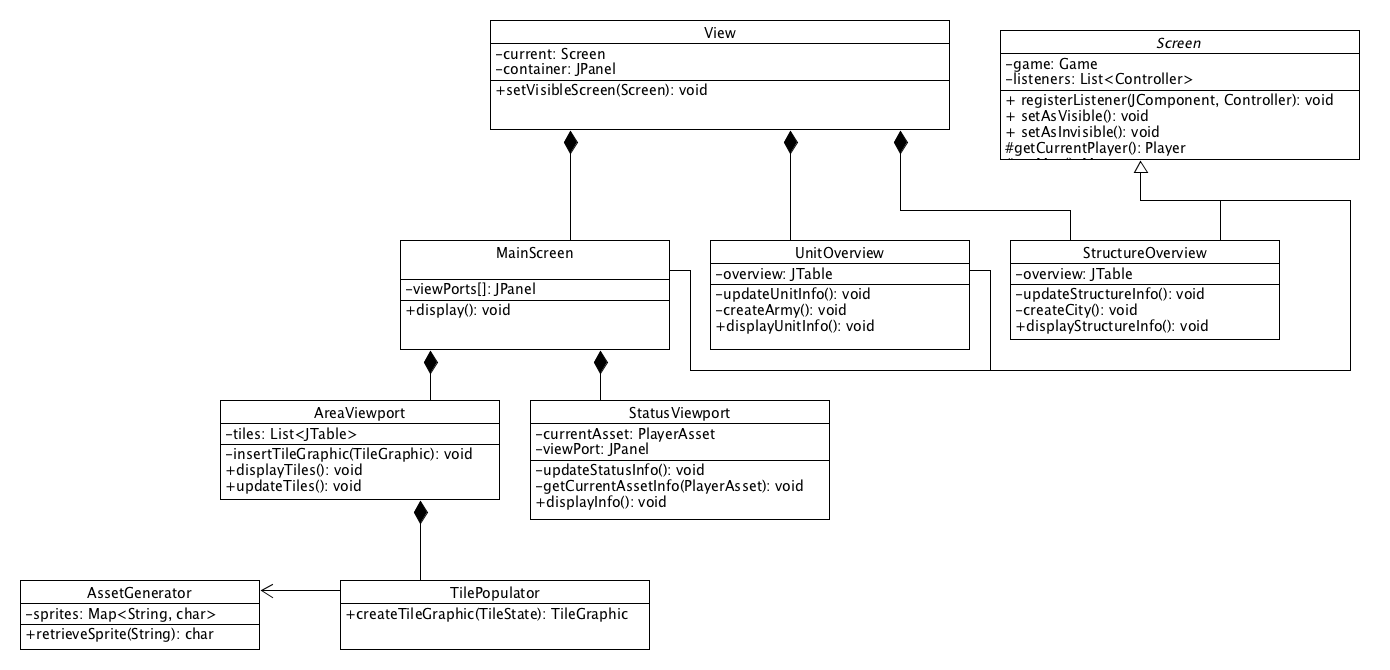 View
-current: Screen
-container: JPanel
+setVisibleScreen(Screen): void
Screen
-game: Game
-listeners: List<Controller>
+ registerListener(JComponent, Controller): void
+ setAsVisible(): void
+ setAsInvisible(): void
#getCurrentPlayer(): Player
MainScreen
-viewPorts[]: JPanel
+display(): void
UnitOverview
-overview: JTable
-updateUnitInfo(): void
-createArmy(): void
+displayUnitInfo(): void
StructureOverview
-overview: JTable
-updateStructureInfo(): void
-createCity(): void
+displayStructureInfo(): void
AreaViewport
-tiles: List<JTable>
-insertTileGraphic(TileGraphic): void
+displayTiles(): void
+updateTiles(): void
StatusViewport
-currentAsset: PlayerAsset
-viewPort: JPanel
-updateStatusInfo(): void
-getCurrentAssetInfo(PlayerAsset): void
+displayInfo(): void
AssetGenerator
-sprites: Map<String, char>
+retrieveSprite(String): char
TilePopulator
+createTileGraphic(TileState): TileGraphic